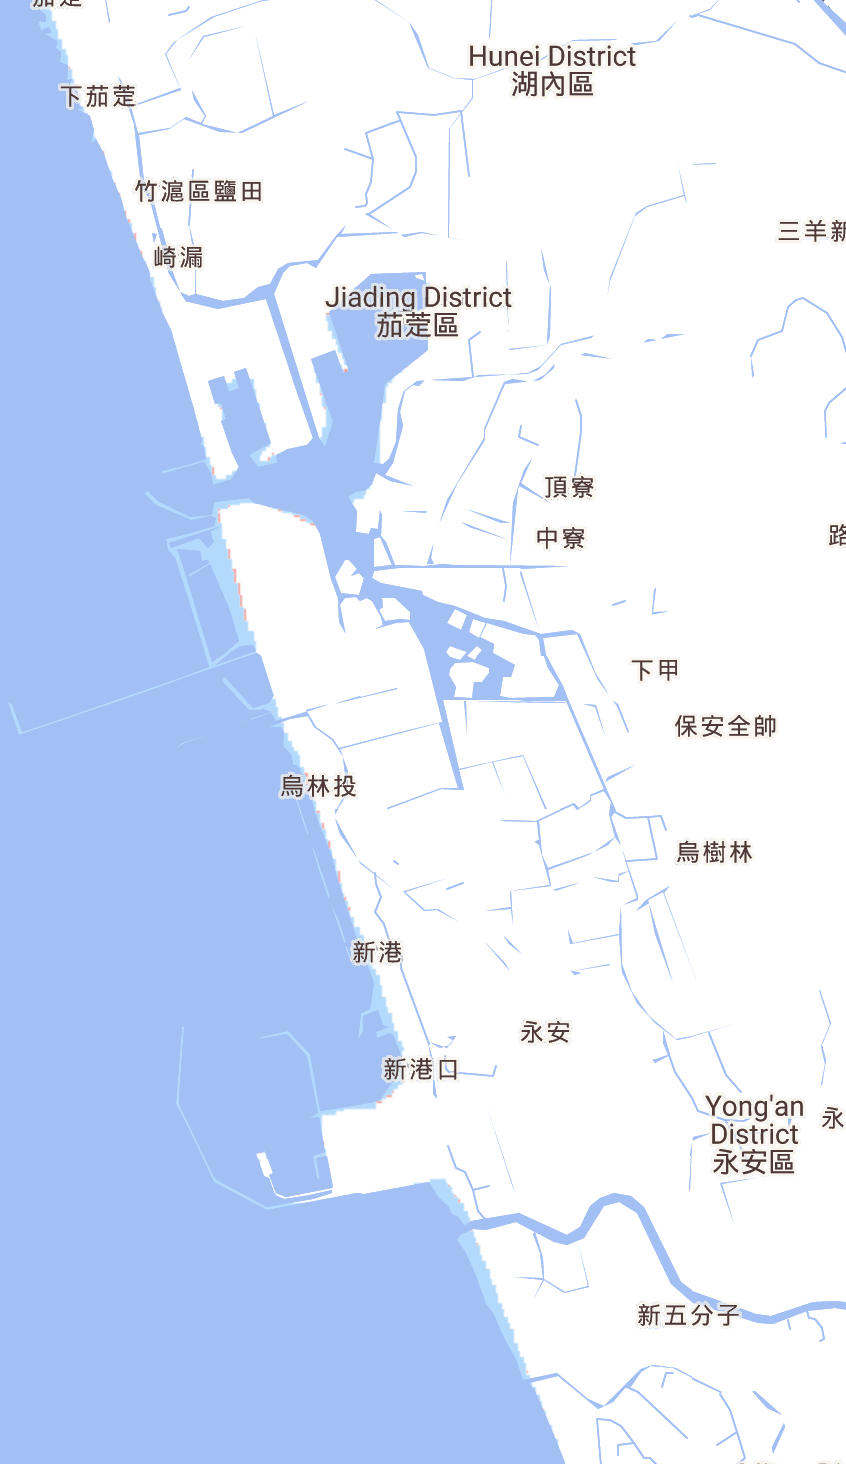 下茄萣
Hunei District
湖內區
竹滬區鹽田
三羊新
崎漏
Jiading District
茄萣區
頂寮
中寮
路
下甲
保安全帥
烏林投
烏樹林
新港
永安
新港口
Yong'an
District
永安區
永
新五分子